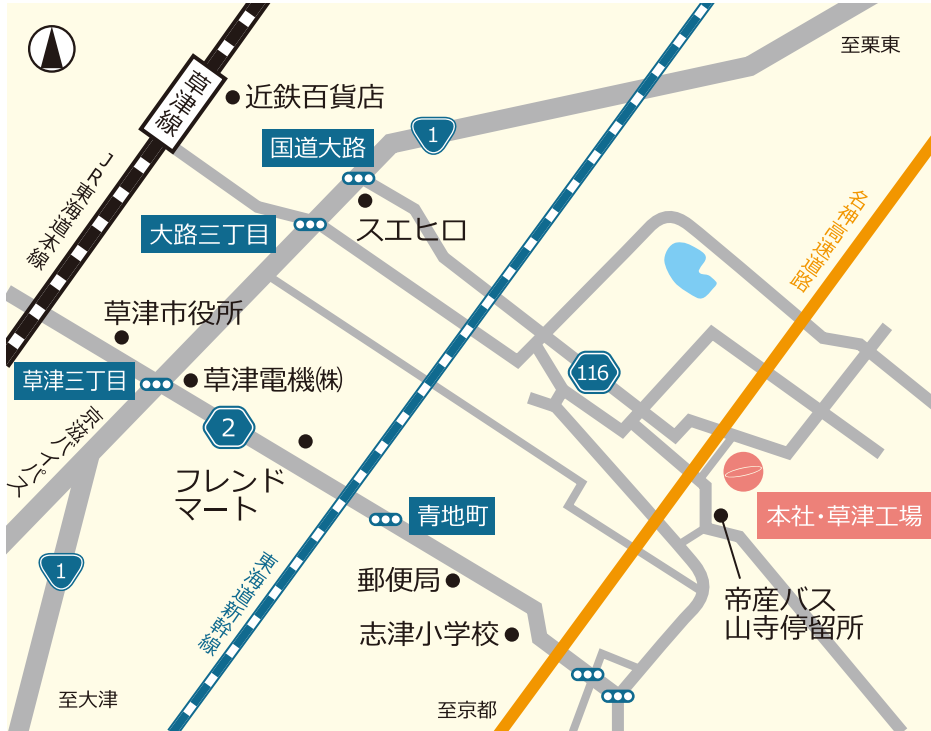 至栗東
草津線
近鉄百貨店
1
国道大路
JR東海道本線
スエヒロ
大路三丁目
名神高速道路
草津市役所
草津三丁目
草津電機㈱
116
京滋バイパス
2
フレンド
マート
青地町
本社・草津工場
1
東海道新幹線
郵便局
帝産バス
山寺停留所
志津小学校
至大津
至京都